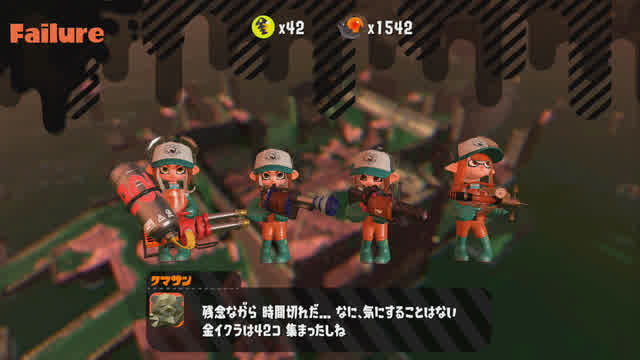 Failure
x42
x1542
クマサン
残念ながら 時間切れだ... なに、気にすることはない
金イクラは42コ 集まったしね